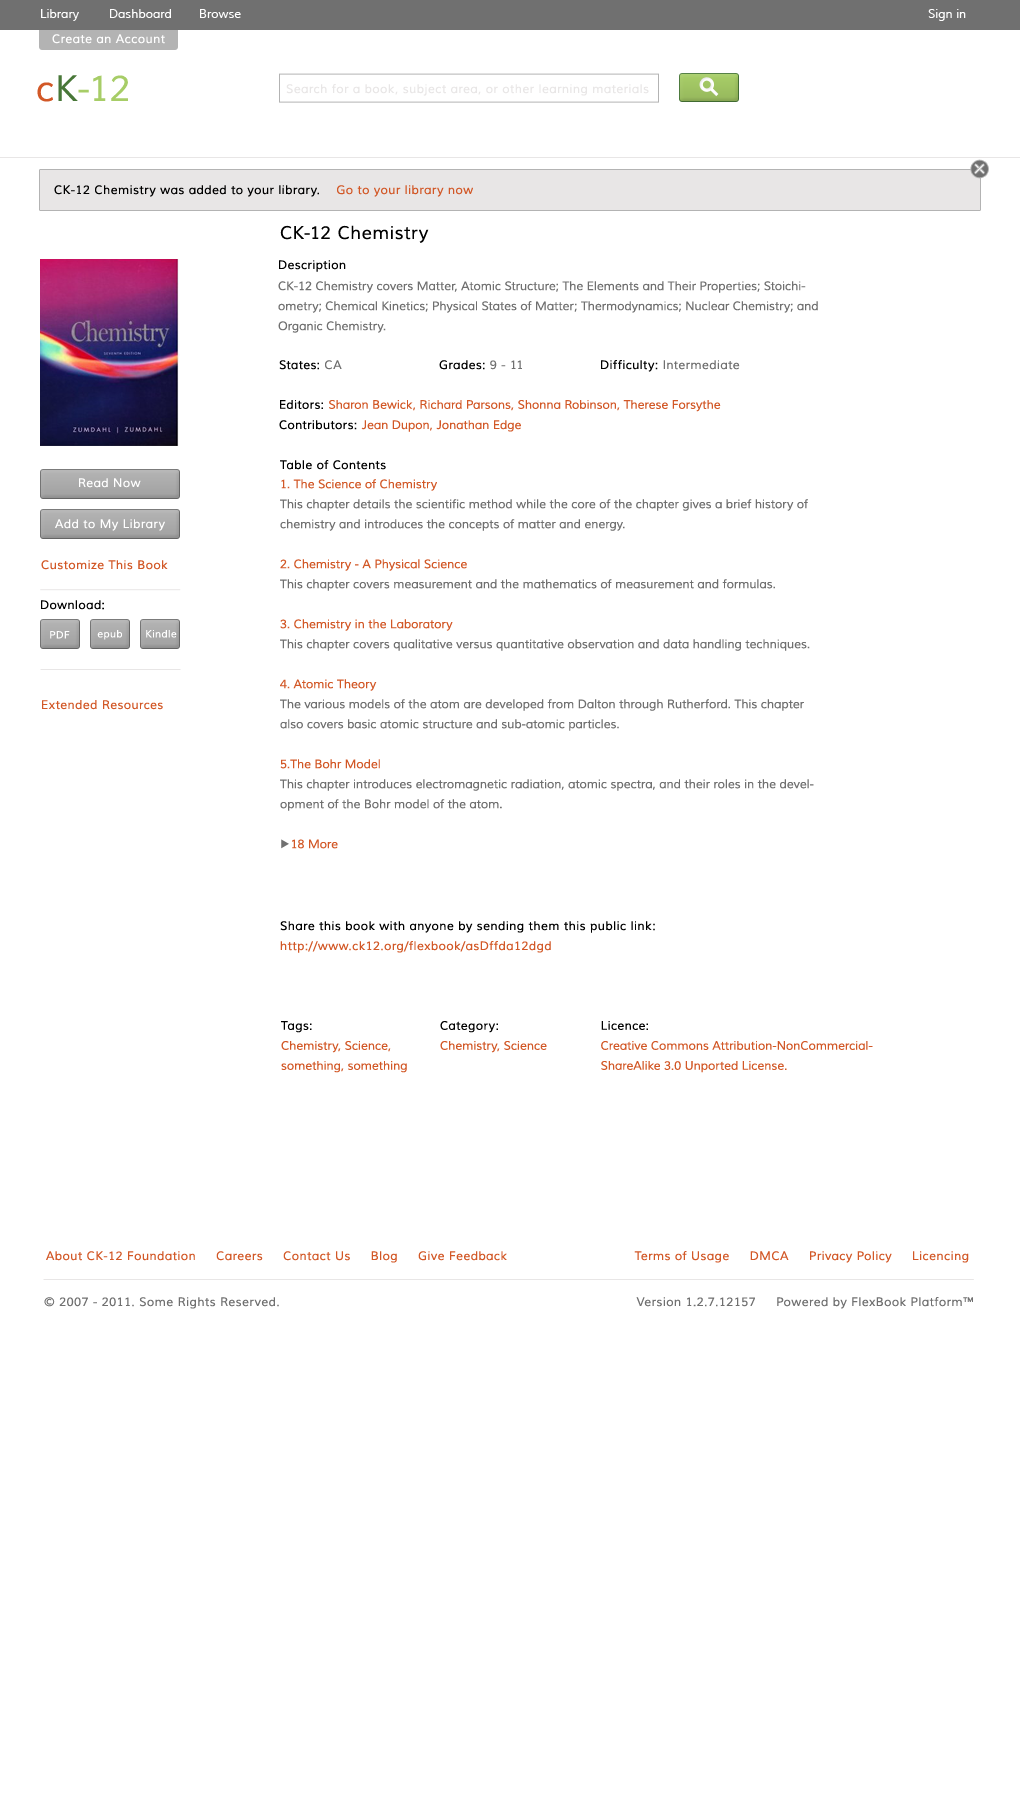 Library Dashboard Browse Sign in
Create an Account
cK-12
Search for a book, subject area, or other learning materials
CK-12 Chemistry was added to your library. Go to your library now
CK-12 Chemistry
Description
CK-12 Chemistry covers Matter, Atomic Structure; The Elements and Their Properties; Stoichi-
ometry; Chemical Kinetics; Physical States of Matter; Thermodynamics; Nuclear Chemistry; and
Organic Chemistry.
Chemistry
SEVENTH EDITION
ZUMDAHL | ZUMDAHL
States: CA Grades: 9 - 11 Difficulty: Intermediate
Editors: Sharon Bewick, Richard Parsons, Shonna Robinson, Therese Forsythe
Contributors: Jean Dupon, Jonathan Edge
Read Now
Add to My Library
Customize This Book
Download:
PDF epub Kindle
Extended Resources
Table of Contents
1. The Science of Chemistry
This chapter details the scientific method while the core of the chapter gives a brief history of
chemistry and introduces the concepts of matter and energy.
2. Chemistry - A Physical Science
This chapter covers measurement and the mathematics of measurement and formulas.
3. Chemistry in the Laboratory
This chapter covers qualitative versus quantitative observation and data handling techniques.
4. Atomic Theory
The various models of the atom are developed from Dalton through Rutherford. This chapter
also covers basic atomic structure and sub-atomic particles.
5.The Bohr Model
This chapter introduces electromagnetic radiation, atomic spectra, and their roles in the devel-
opment of the Bohr model of the atom.
18 More
Share this book with anyone by sending them this public link:
http://www.ck12.org/flexbook/asDffda12dgd
Tags: Category: Licence:
Chemistry, Science, Chemistry, Science Creative Commons Attribution-NonCommercial-
something, something ShareAlike 3.0 Unported License.
About CK-12 Foundation Careers Contact Us Blog Give Feedback Terms of Usage DMCA Privacy Policy Licencing
© 2007 - 2011. Some Rights Reserved. Version 1.2.7.12157 Powered by FlexBook Platform™